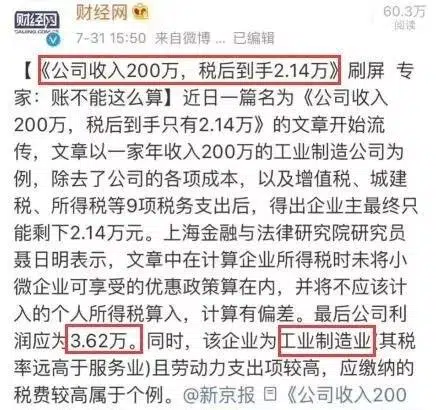 财经网
CAIJING.COM.CN
财经网
7-31 15:50 来自微博 已编辑
60.3万
阅读
【《公司收入200万，税后到手2.14万》刷屏 专
家：账不能这么算】近日一篇名为《公司收入
200万，税后到手只有2.14万》的文章开始流
传，文章以一家年收入200万的工业制造公司为
例，除去了公司的各项成本，以及增值税、城建
税、所得税等9项税务支出后，得出企业主最终只
能剩下2.14万元。上海金融与法律研究院研究员
聂日明表示，文章中在计算企业所得税时未将小
微企业可享受的优惠政策算在内，并将不应该计
入的个人所得税算入，计算有偏差。最后公司利
润应为3.62万。同时，该企业为工业制造业(其税
率远高于服务业)且劳动力支出项较高，应缴纳的
税费较高属于个例。@新京报 《公司收入200